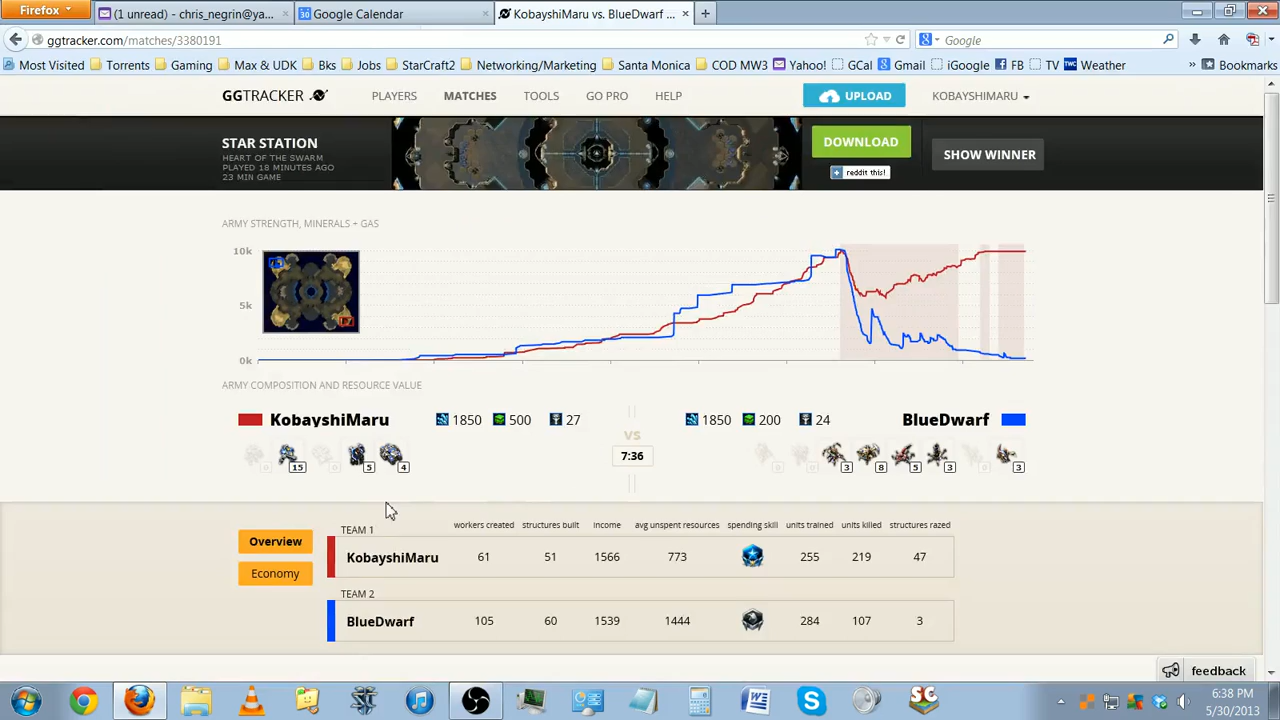 Firefox
(1 unread) - chris_negrin@ya...
30 Google Calendar
KobayshiMaru vs. BlueDwarf ...
ggtracker.com/matches/3380191
Google
Most Visited Torrents Gaming Max & UDK Bks Jobs StarCraft2 Networking/Marketing Santa Monica COD MW3 Yahoo! GCal Gmail iGoogle FB TV Weather Bookmarks
GGTRACKER PLAYERS MATCHES TOOLS GO PRO HELP UPLOAD KOBAYSHIMARU
STAR STATION
HEART OF THE SWARM
PLAYED 18 MINUTES AGO
23 MIN GAME
DOWNLOAD
reddit this!
SHOW WINNER
ARMY STRENGTH, MINERALS + GAS
10k
5k
0k
ARMY COMPOSITION AND RESOURCE VALUE
KobayshiMaru 1850 500 27
VS
7:36
1850 200 24 BlueDwarf
0 15 0 5 4
0 0 3 8 5 3 0 3
Overview
Economy
workers created structures built income avg unspent resources spending skill units trained units killed structures razed
TEAM 1
KobayshiMaru 61 51 1566 773 255 219 47
TEAM 2
BlueDwarf 105 60 1539 1444 284 107 3
feedback
6:38 PM
5/30/2013